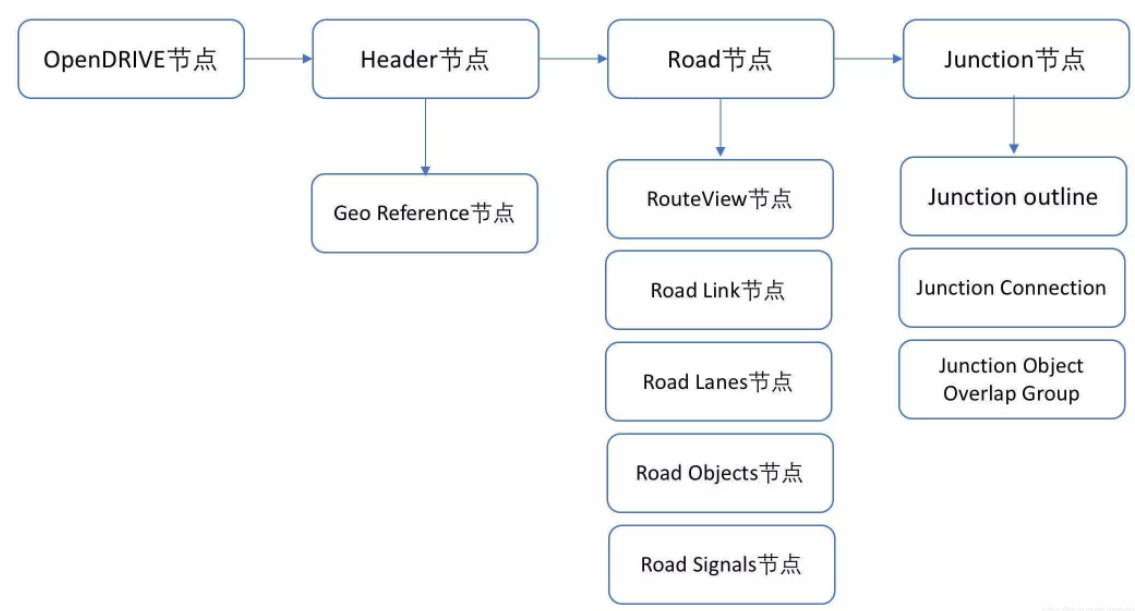 OpenDRIVE节点
Header节点
Road节点
Junction节点
Geo Reference节点
RouteView节点
Road Link节点
Road Lanes节点
Road Objects节点
Road Signals节点
Junction outline
Junction Connection
Junction Object
Overlap Group